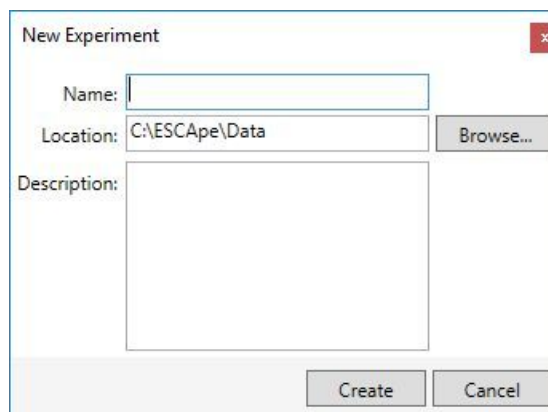 New Experiment
x
Name:
Location: C:\ESCApe\Data Browse...
Description:
Create Cancel